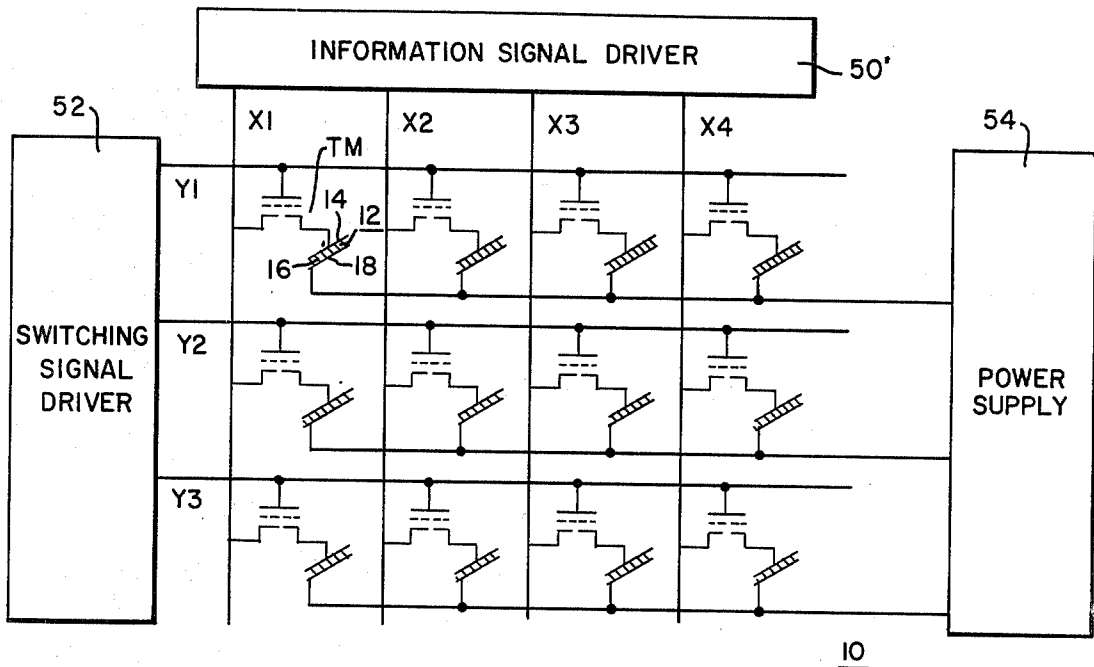 INFORMATION SIGNAL DRIVER
50'
52
X1 X2 X3 X4
54
TM
Y1
14 12
16 18
SWITCHING
SIGNAL
DRIVER
Y2
POWER
SUPPLY
Y3
10